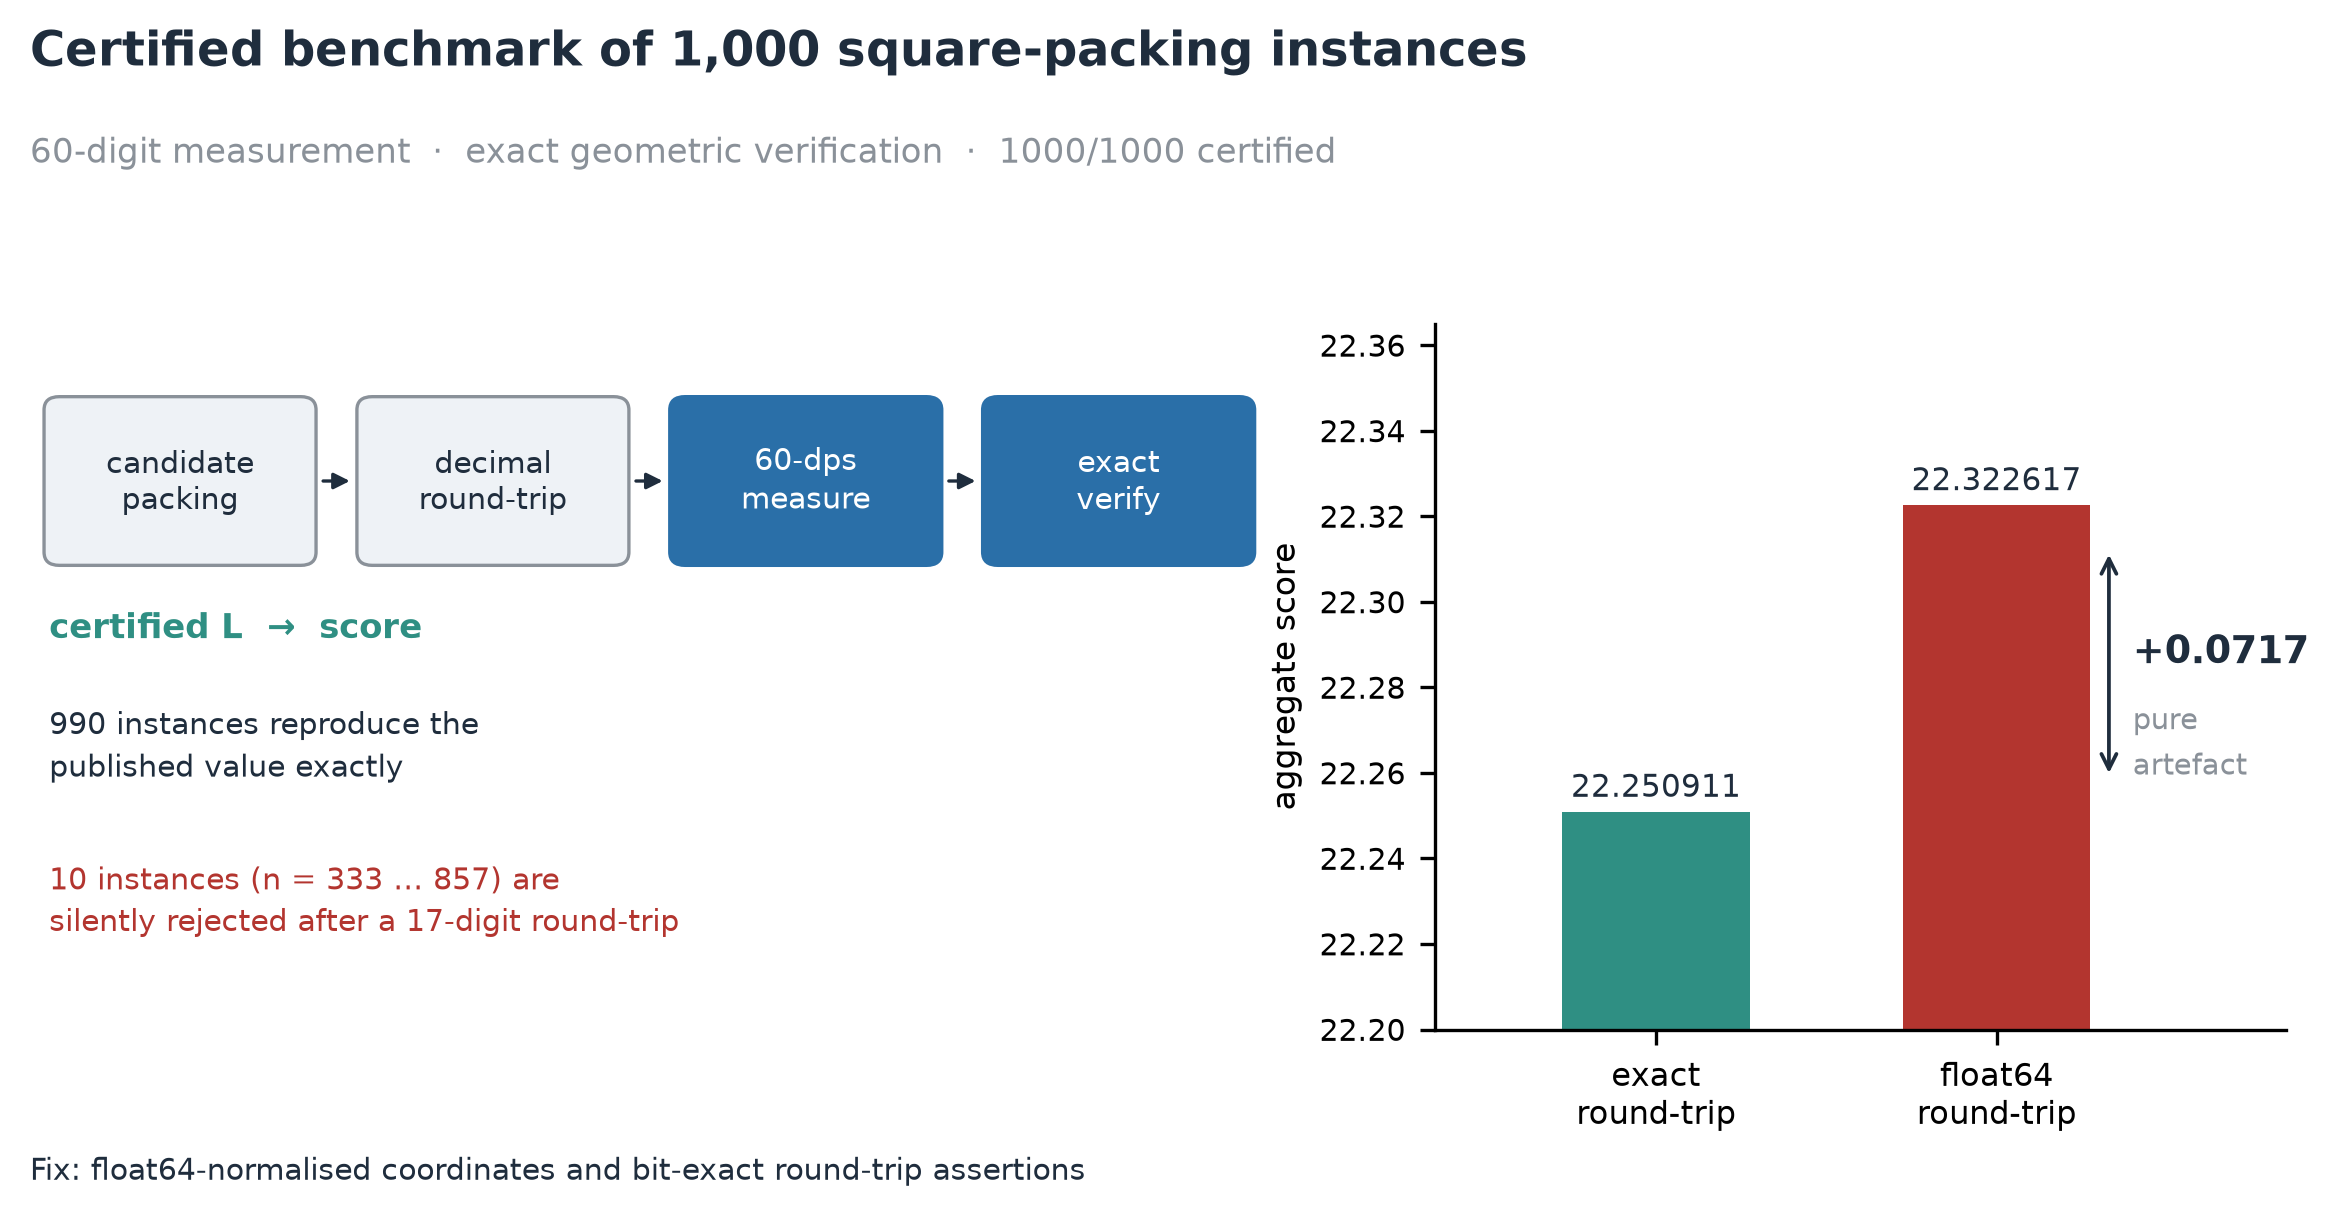 Certified benchmark of 1,000 square-packing instances
60-digit measurement · exact geometric verification · 1000/1000 certified
candidate
packing
decimal
round-trip
60-dps
measure
exact
verify
certified L → score
990 instances reproduce the
published value exactly
10 instances (n = 333 ... 857) are
silently rejected after a 17-digit round-trip
aggregate score
22.36
22.34
22.32
22.30
22.28
22.26
22.24
22.22
22.20
22.250911
22.322617
+0.0717
pure
artefact
exact
round-trip
float64
round-trip
Fix: float64-normalised coordinates and bit-exact round-trip assertions